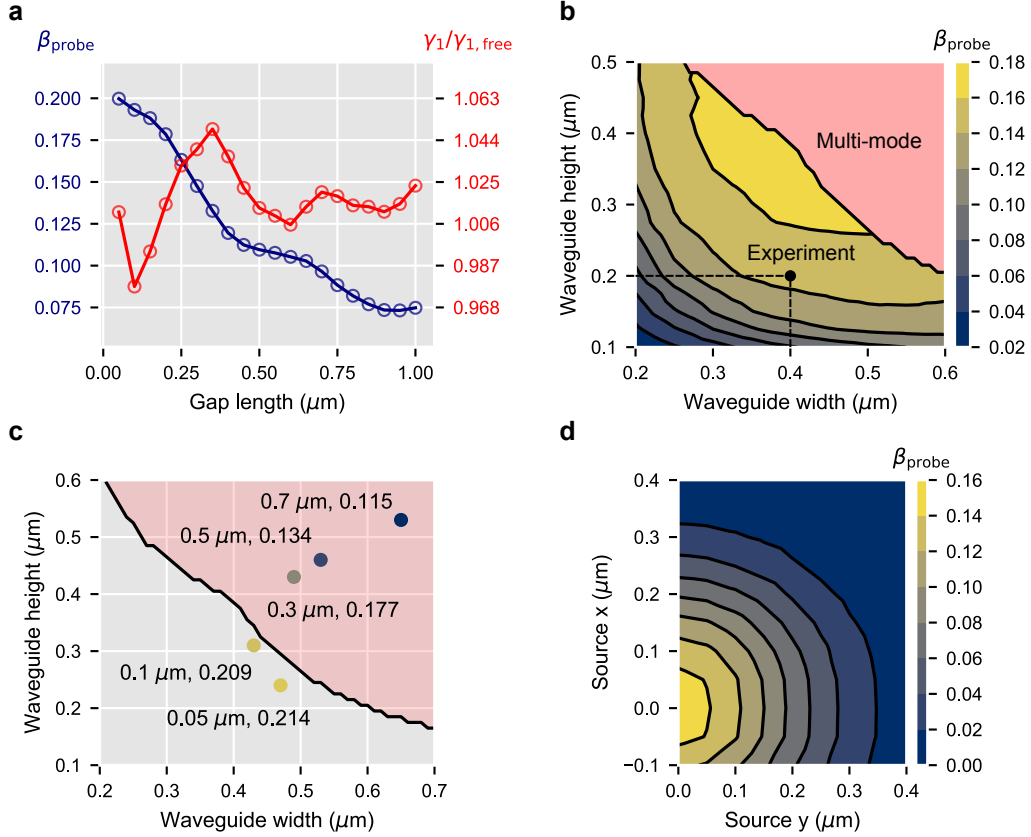 a
β probe
γ1/γ1, free
0.200
0.175
0.150
0.125
0.100
0.075
1.063
1.044
1.025
1.006
0.987
0.968
0.00 0.25 0.50 0.75 1.00
Gap length (μm)
b
βprobe
Waveguide height (μm)
0.5
0.4
0.3
0.2
0.1
Multi-mode
Experiment
0.18
0.16
0.14
0.12
0.10
0.08
0.06
0.04
0.02
0.2 0.3 0.4 0.5 0.6
Waveguide width (μm)
c
Waveguide height (μm)
0.6
0.5
0.4
0.3
0.2
0.1
0.7 μm, 0.115
0.5 μm, 0.134
0.3 μm, 0.177
0.1 μm, 0.209
0.05 μm, 0.214
0.2 0.3 0.4 0.5 0.6 0.7
Waveguide width (μm)
d
βprobe
Source x (μm)
0.4
0.3
0.2
0.1
0.0
−0.1
0.16
0.14
0.12
0.10
0.08
0.06
0.04
0.02
0.00
0.0 0.1 0.2 0.3 0.4
Source y (μm)